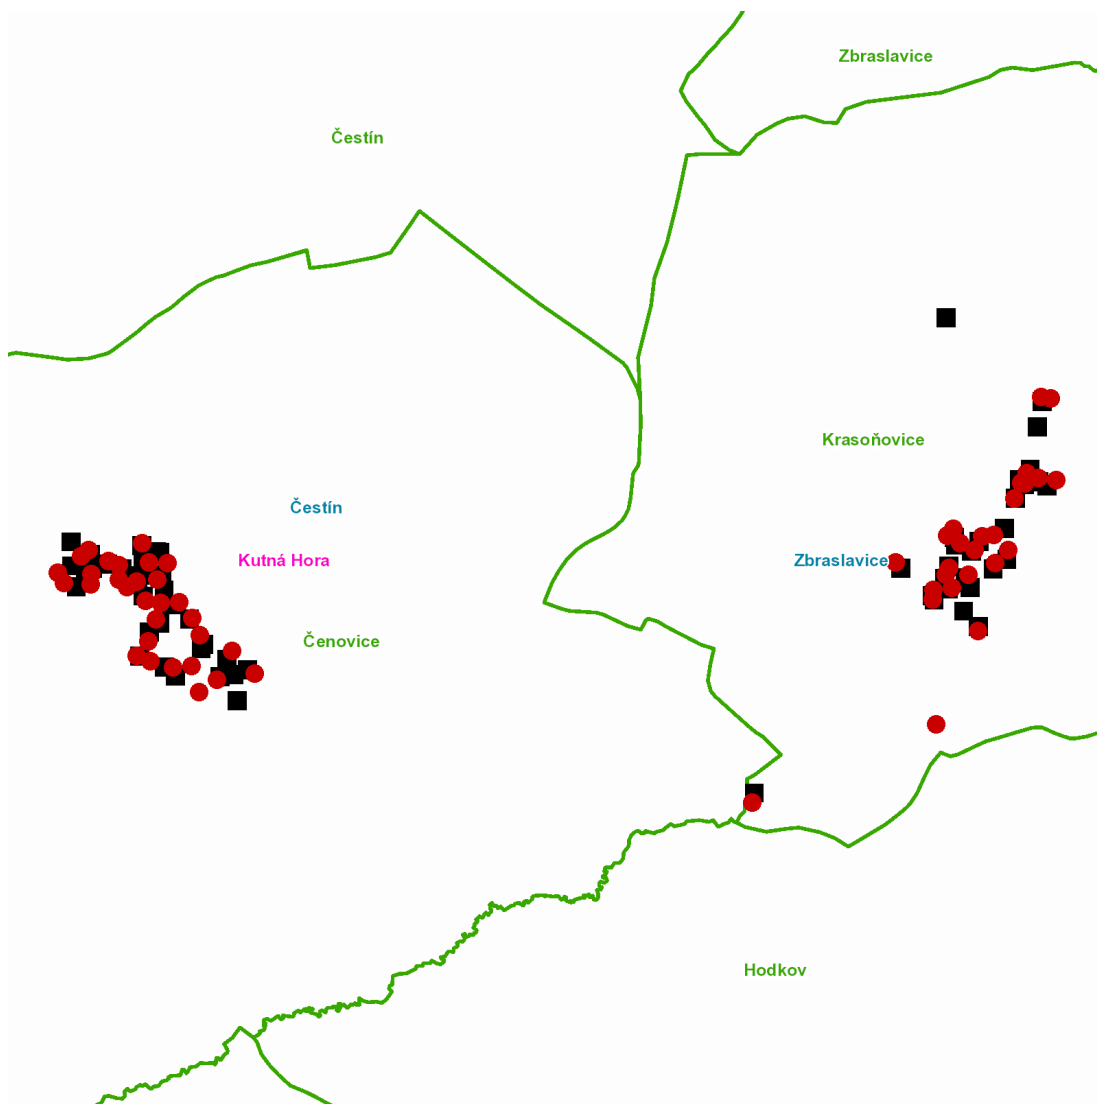 Zbraslavice
Čestín
Krasoňovice
Čestín
Kutná Hora
Zbraslavice
Čenovice
Hodkov